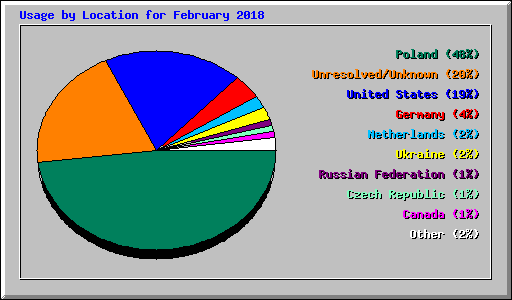 Usage by Location for February 2018
Poland (48%)
Unresolved/Unknown (20%)
United States (19%)
Germany (4%)
Netherlands (2%)
Ukraine (2%)
Russian Federation (1%)
Czech Republic (1%)
Canada (1%)
Other (2%)